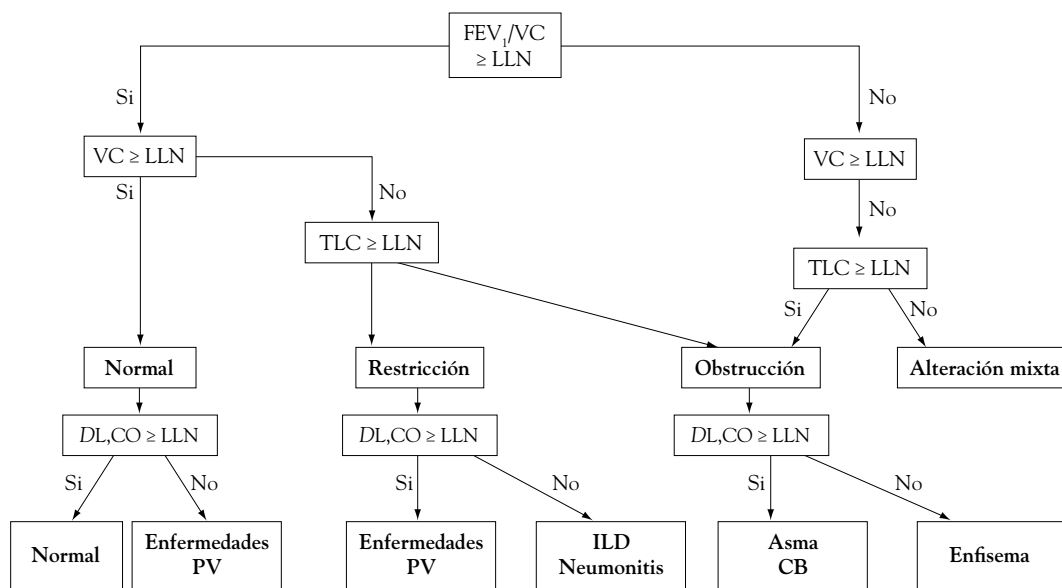 FEV₁/VC
≥ LLN
Si
No
VC ≥ LLN
VC ≥ LLN
Si
No
No
TLC ≥ LLN
TLC ≥ LLN
Si
No
Normal
Restricción
Obstrucción
Alteración mixta
DL,CO ≥ LLN
DL,CO ≥ LLN
DL,CO ≥ LLN
Si
No
Si
No
Si
No
Normal
Enfermedades
PV
Enfermedades
PV
ILD
Neumonitis
Asma
CB
Enfisema